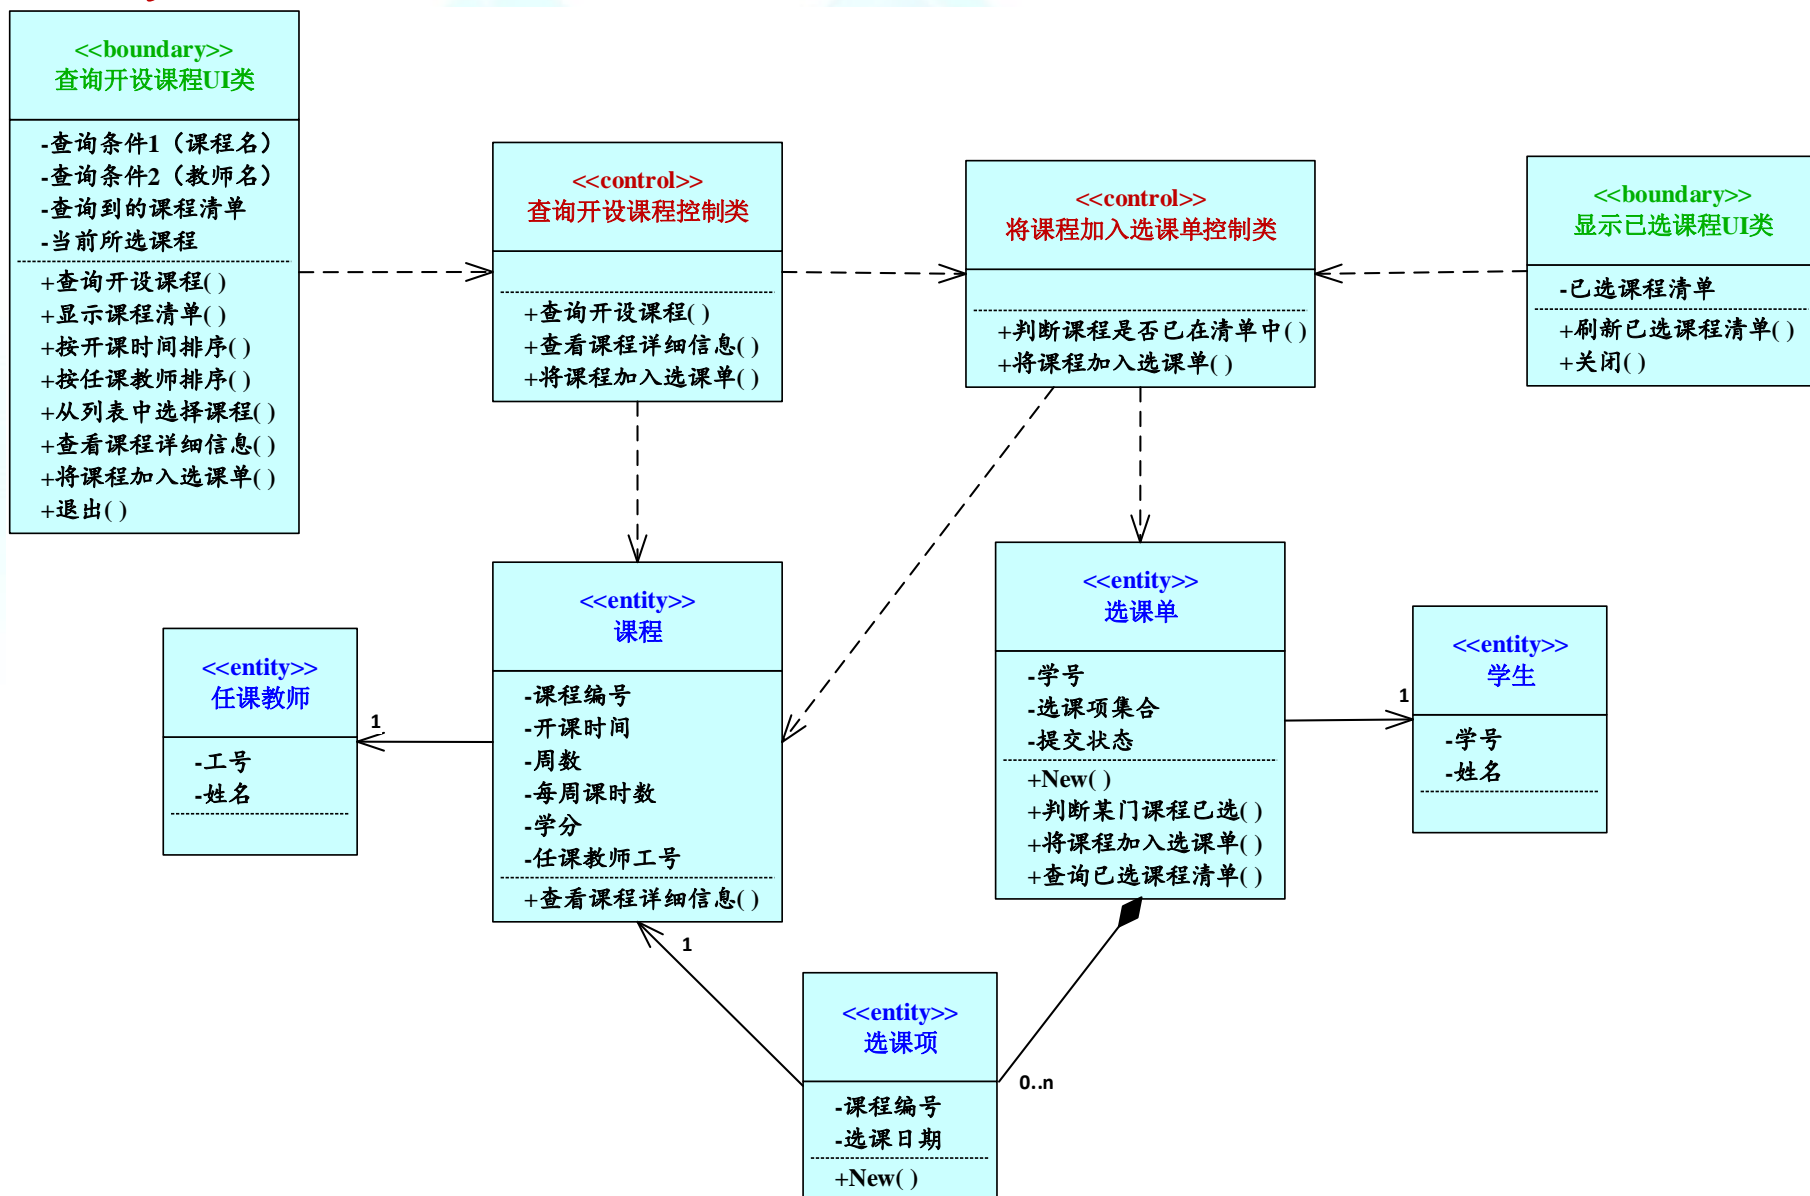 <<boundary>>
查询开设课程UI类
-查询条件1（课程名）
-查询条件2（教师名）
-查询到的课程清单
-当前所选课程
+查询开设课程( )
+显示课程清单( )
+按开课时间排序( )
+按任课教师排序( )
+从列表中选择课程( )
+查看课程详细信息( )
+将课程加入选课单( )
+退出( )
<<control>>
查询开设课程控制类
+查询开设课程( )
+查看课程详细信息( )
+将课程加入选课单( )
<<control>>
将课程加入选课单控制类
+判断课程是否已在清单中( )
+将课程加入选课单( )
<<boundary>>
显示已选课程UI类
-已选课程清单
+刷新已选课程清单( )
+关闭( )
<<entity>>
任课教师
-工号
-姓名
1
<<entity>>
课程
-课程编号
-开课时间
-周数
-每周课时数
-学分
-任课教师工号
+查看课程详细信息( )
<<entity>>
选课单
-学号
-选课项集合
-提交状态
+New( )
+判断某门课程已选( )
+将课程加入选课单( )
+查询已选课程清单( )
1
<<entity>>
学生
-学号
-姓名
1
<<entity>>
选课项
-课程编号
-选课日期
+New( )
0..n